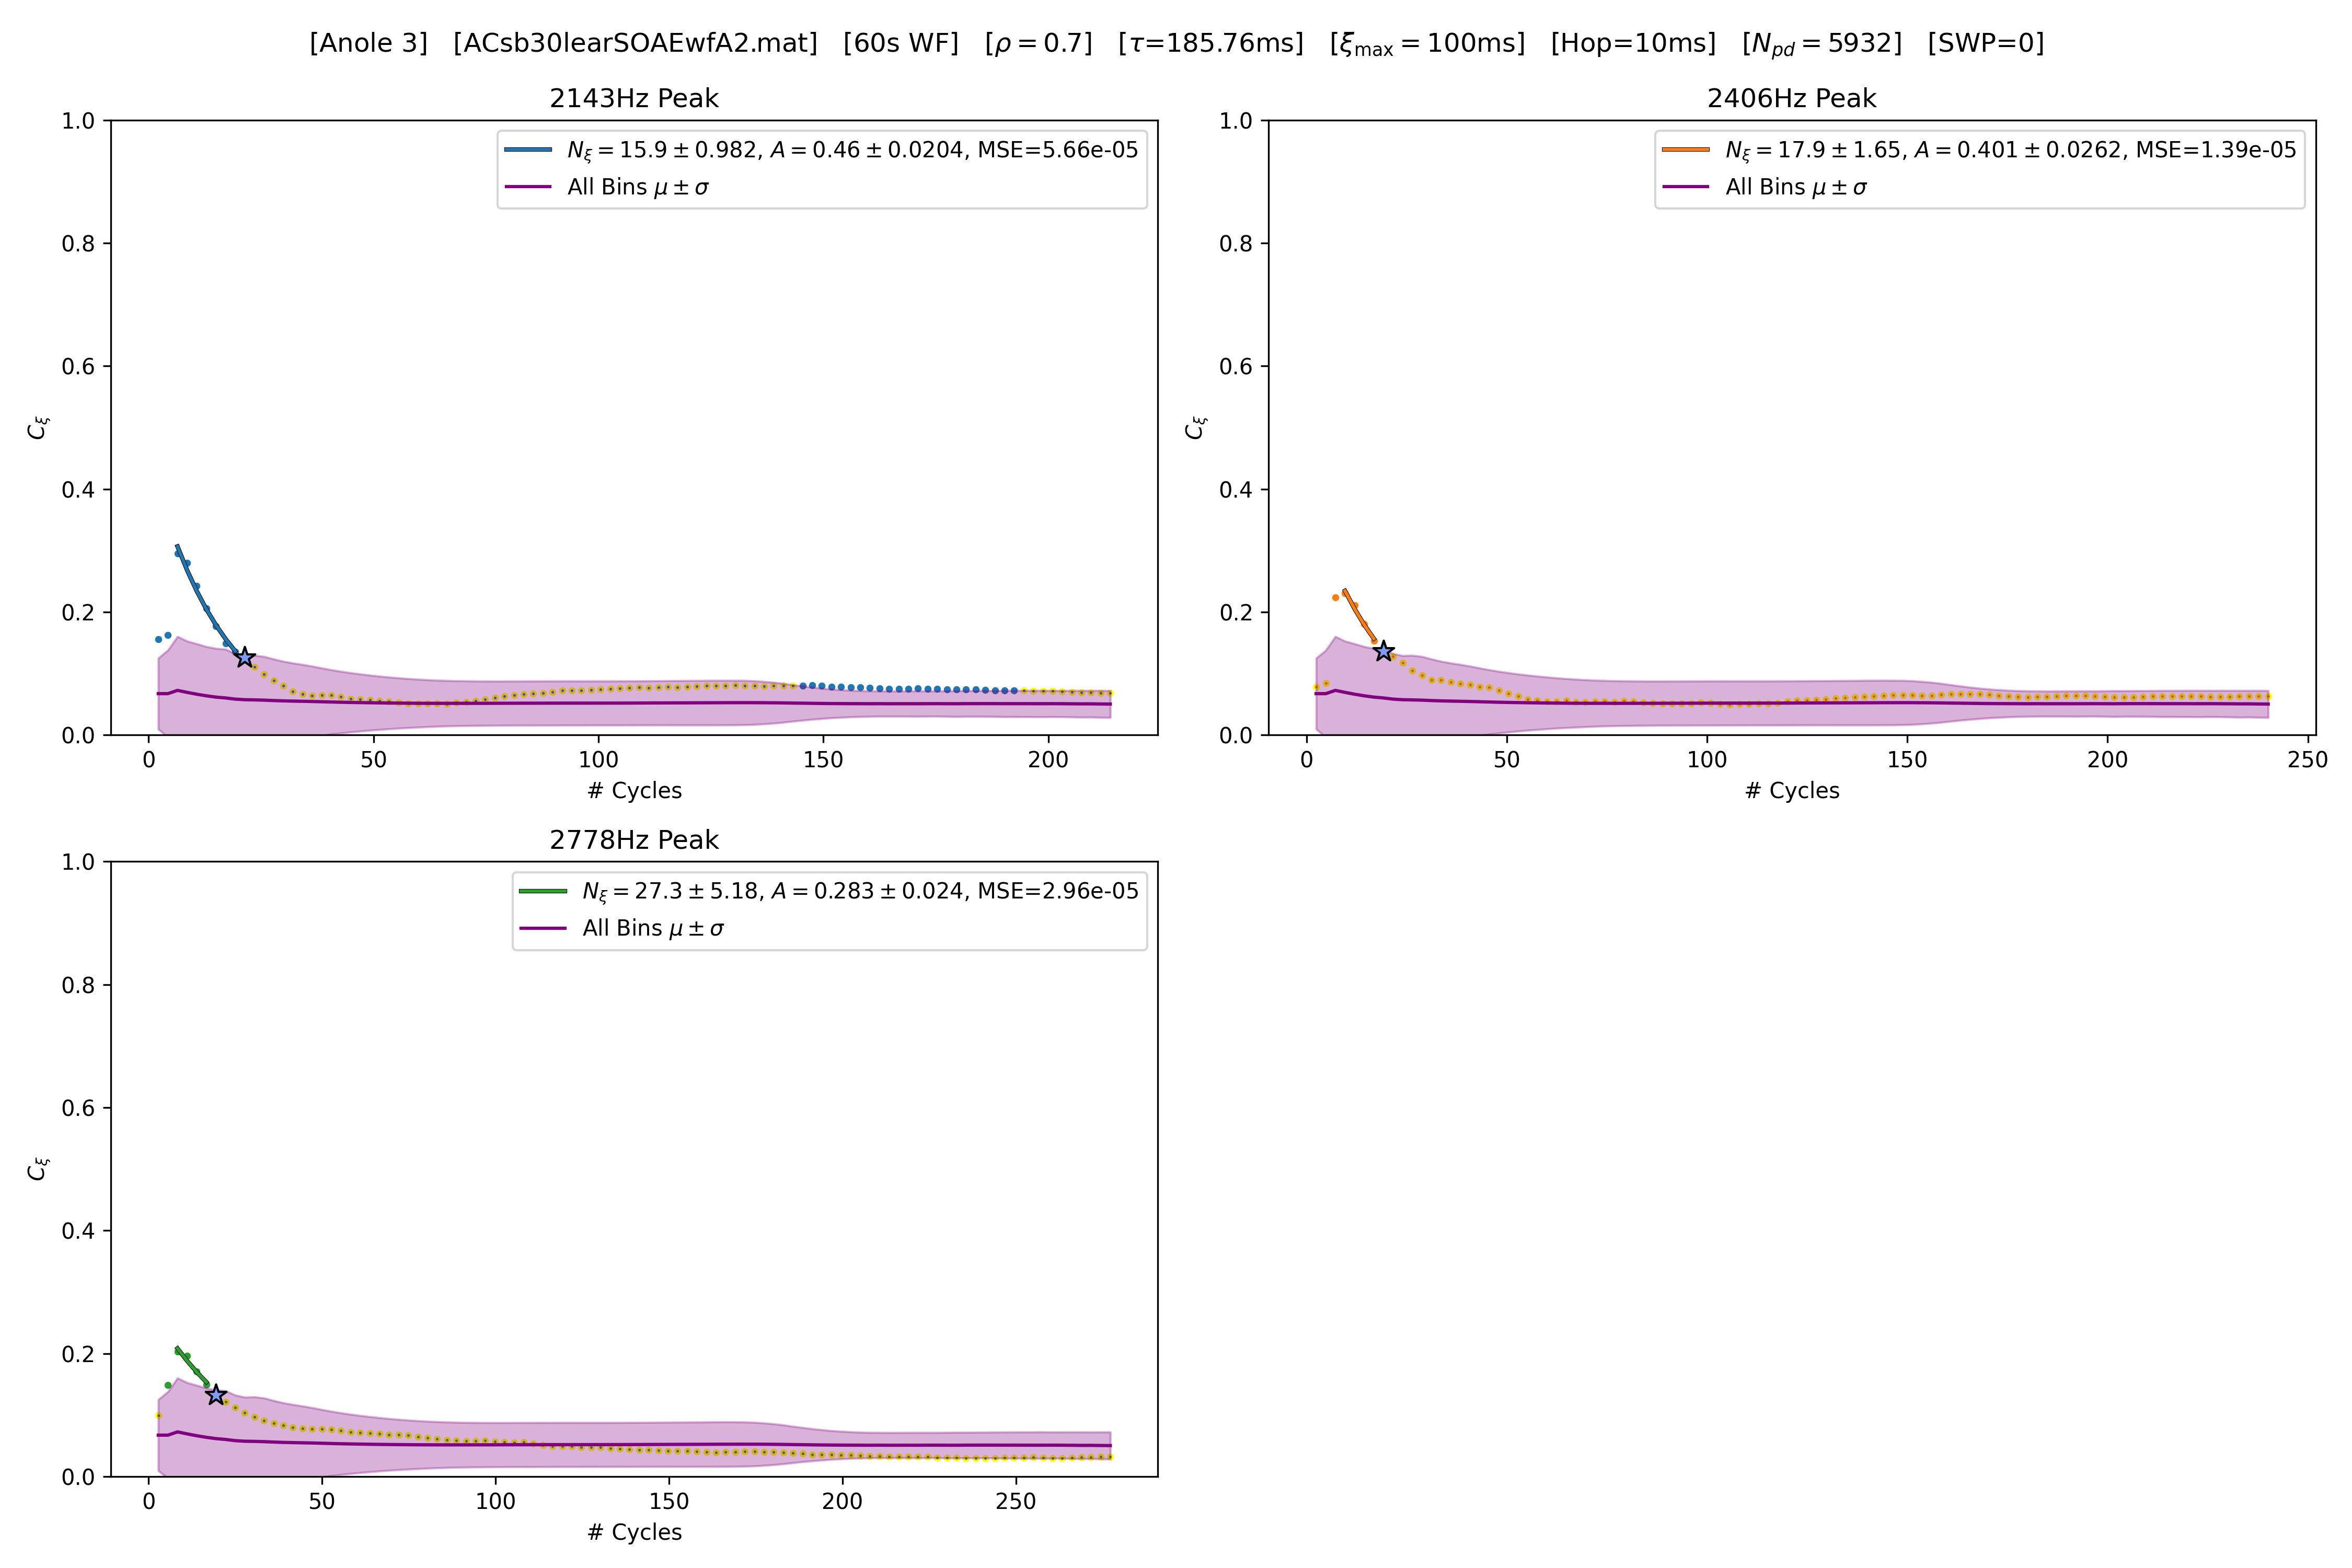 [Anole 3] [ACsb30learSOAEwfA2.mat] [60s WF] [ρ = 0.7] [τ=185.76ms] [ξmax = 100ms] [Hop=10ms] [Npd = 5932] [SWP=0]
2143Hz Peak
Nξ = 15.9 ± 0.982, A = 0.46 ± 0.0204, MSE=5.66e-05
All Bins μ ± σ
1.0
0.8
0.6
0.4
0.2
0.0
Cξ
0 50 100 150 200
# Cycles
2406Hz Peak
Nξ = 17.9 ± 1.65, A = 0.401 ± 0.0262, MSE=1.39e-05
All Bins μ ± σ
1.0
0.8
0.6
0.4
0.2
0.0
Cξ
0 50 100 150 200 250
# Cycles
2778Hz Peak
Nξ = 27.3 ± 5.18, A = 0.283 ± 0.024, MSE=2.96e-05
All Bins μ ± σ
1.0
0.8
0.6
0.4
0.2
0.0
Cξ
0 50 100 150 200 250
# Cycles